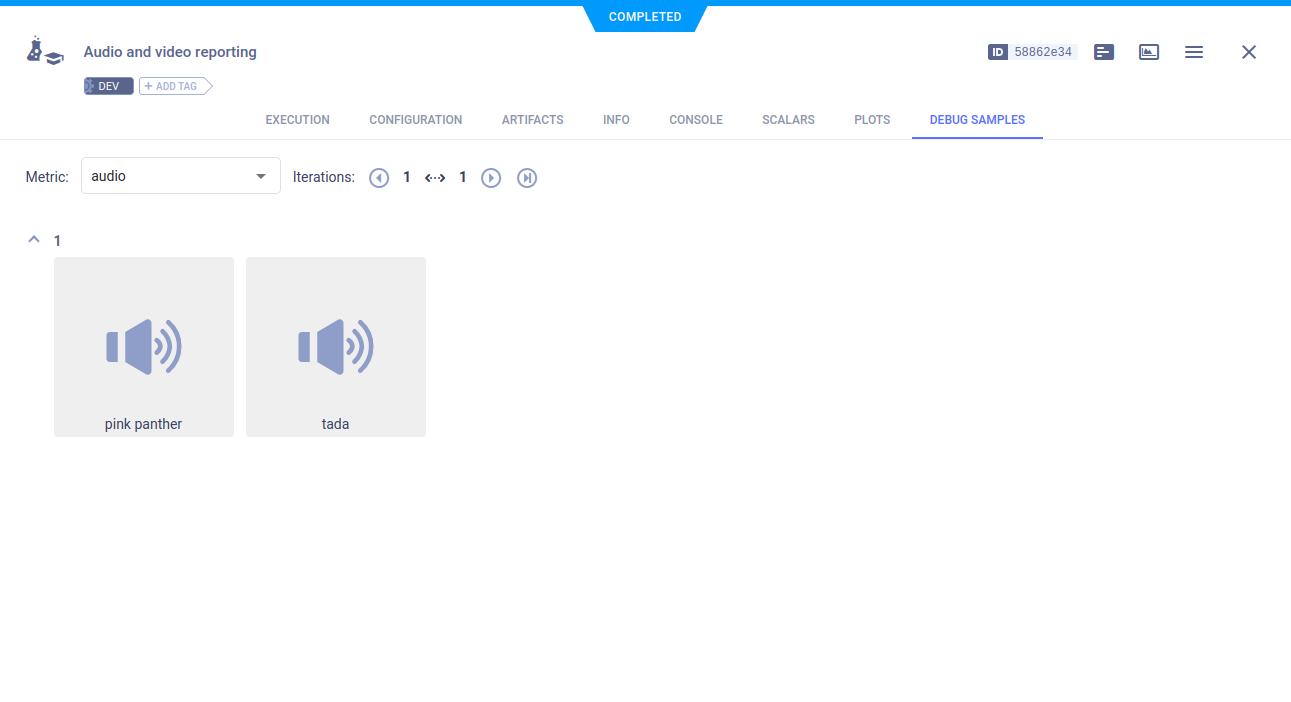 COMPLETED
Audio and video reporting
ID 58862e34
DEV + ADD TAG
EXECUTION CONFIGURATION ARTIFACTS INFO CONSOLE SCALARS PLOTS DEBUG SAMPLES
Metric: audio Iterations: 1 1
1
pink panther tada